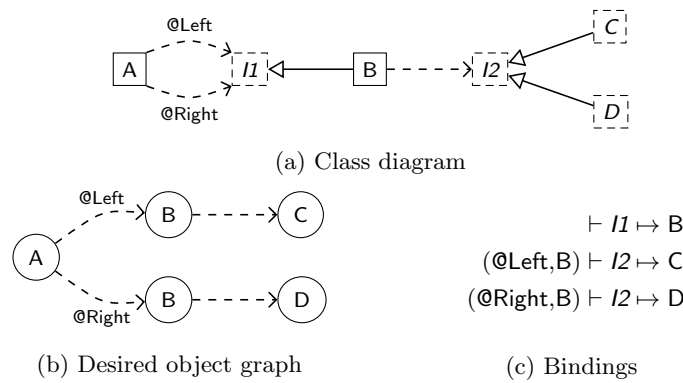 @Left
A
I1
B
I2
C
@Right
D
(a) Class diagram
@Left
B
C
A
@Right
B
D
(b) Desired object graph
⊢ I1 ↦ B
(@Left,B) ⊢ I2 ↦ C
(@Right,B) ⊢ I2 ↦ D
(c) Bindings